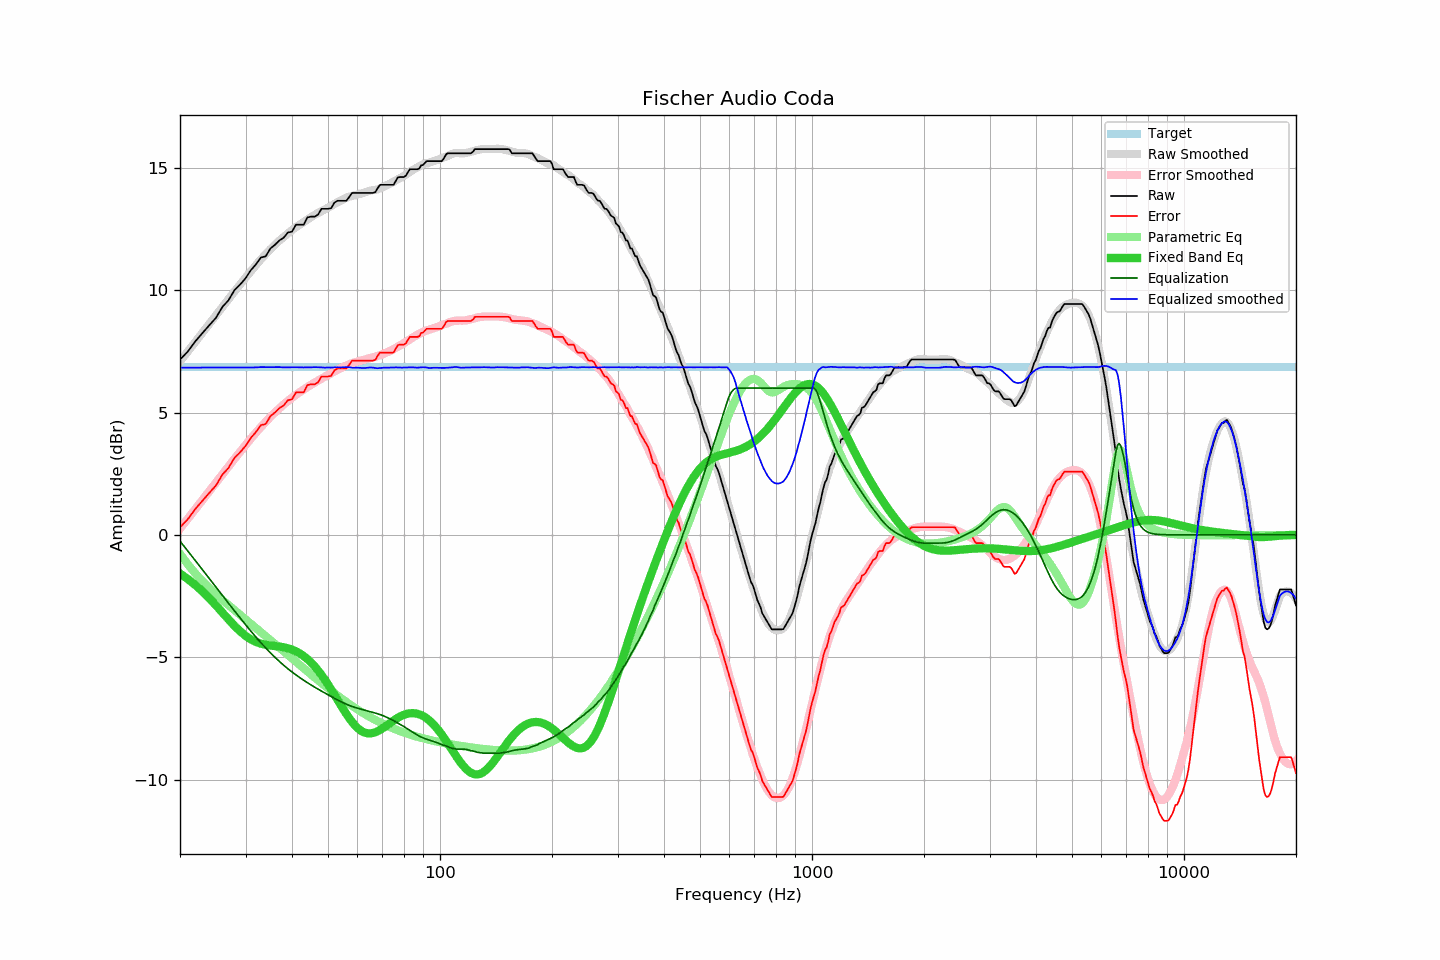 Fischer Audio Coda
Target
Raw Smoothed
Error Smoothed
Raw
Error
Parametric Eq
Fixed Band Eq
Equalization
Equalized smoothed
Amplitude (dBr)
15
10
5
0
−5
−10
100
1000
10000
Frequency (Hz)